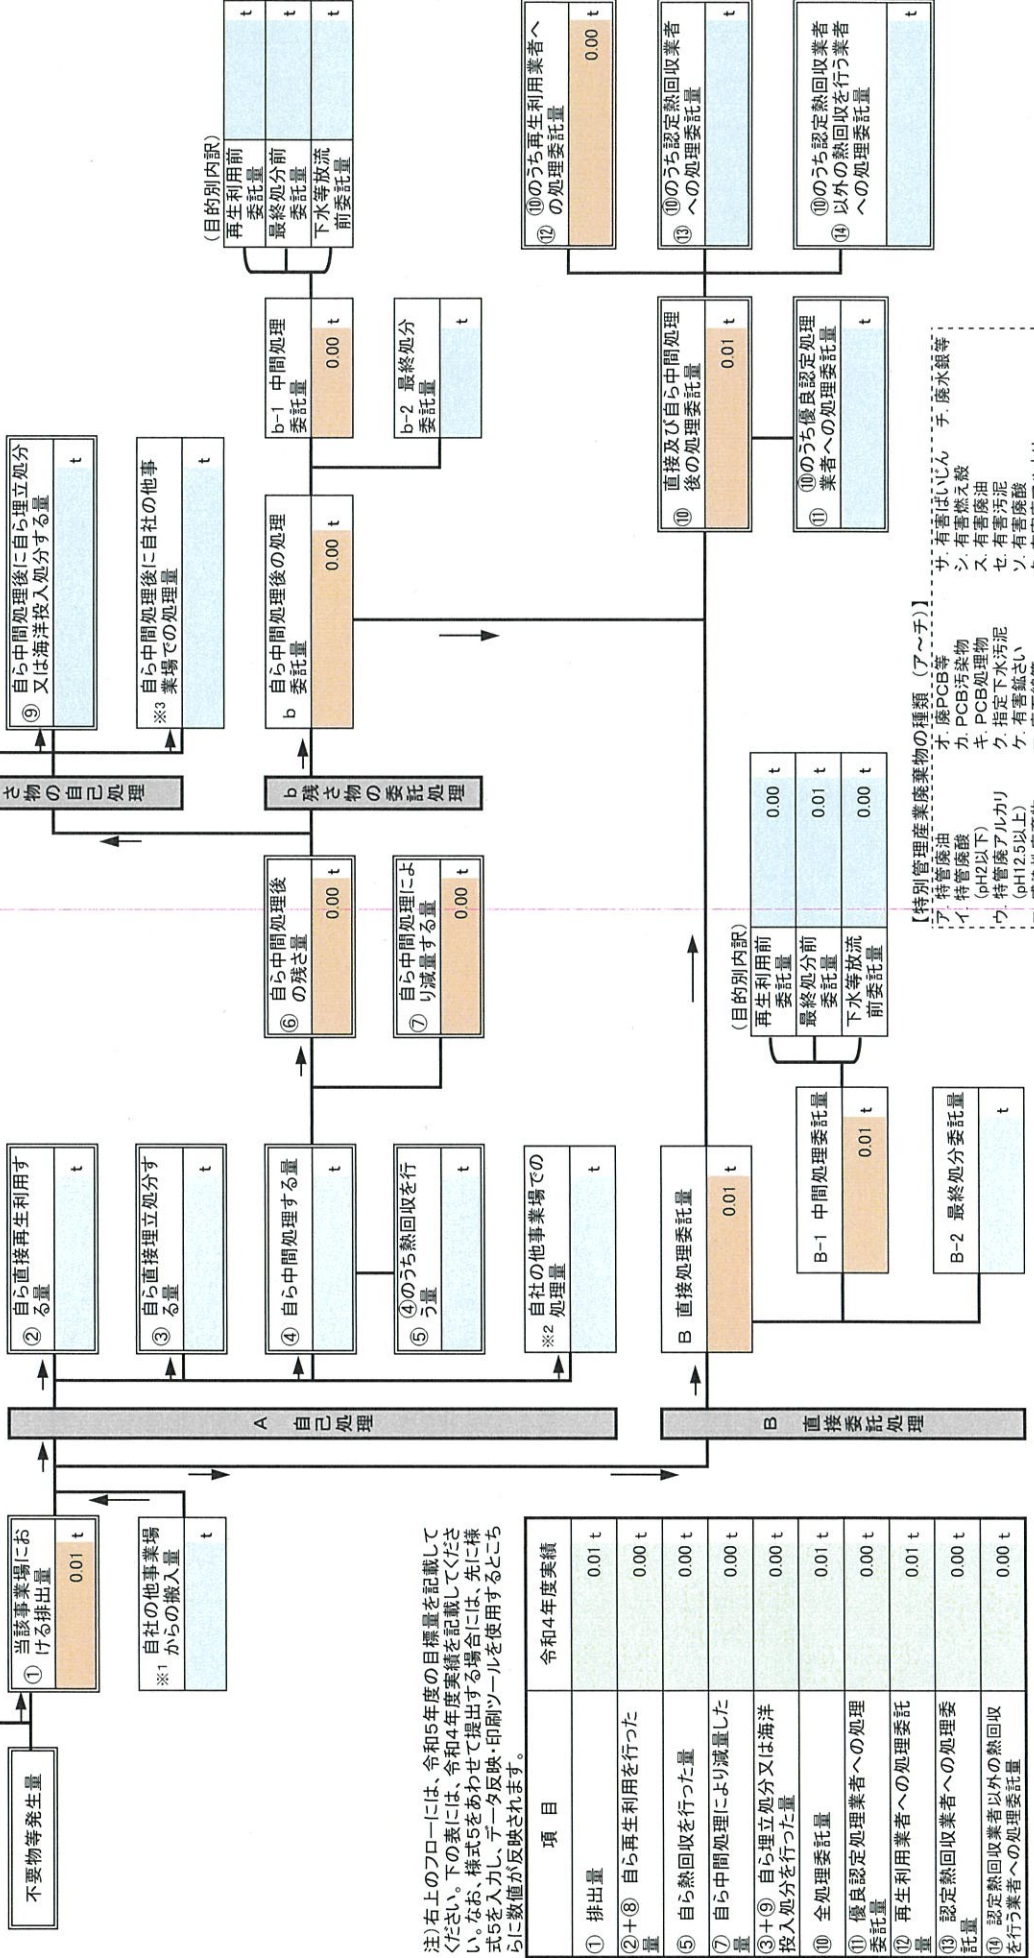 不要物等発生量
① 当該事業場にお
ける排出量
0.01 t
※1 自社の他事業場
からの搬入量
t
A 自己処理
② 自ら直接再生利用す
る量
t
③ 自ら直接埋立処分す
る量
t
④ 自ら中間処理する量
t
⑤ ④のうち熱回収を行
う量
t
※2 自社の他事業場での
処理量
t
⑥ 自ら中間処理後
の残さ量
0.00 t
⑦ 自ら中間処理によ
り減量する量
0.00 t
さ物の自己処理
⑨ 自ら中間処理後に自ら埋立処分
又は海洋投入処分する量
t
※3 自ら中間処理後に自社の他事
業場での処理量
t
b 残さ物の委託処理
b 自ら中間処理後の処理
委託量
0.00 t
b-1 中間処理
委託量
0.00 t
b-2 最終処分
委託量
t
(目的別内訳)
再生利用前
委託量
t
最終処分前
委託量
t
下水等放流
前委託量
t
B 直接委託処理
B 直接処理委託量
0.01 t
B-1 中間処理委託量
0.01 t
B-2 最終処分委託量
t
(目的別内訳)
再生利用前
委託量
0.00 t
最終処分前
委託量
0.01 t
下水等放流
前委託量
0.00 t
⑩ 直接及び自ら中間処理
後の処理委託量
0.01 t
⑪ ⑩のうち優良認定処理
業者への処理委託量
t
⑫ ⑩のうち再生利用業者へ
の処理委託量
0.00 t
⑬ ⑩のうち認定熱回収業者
への処理委託量
t
⑭ ⑩のうち認定熱回収業者
以外の熱回収を行う業者
への処理委託量
t
注)右上のフローには、令和5年度の目標量を記載して
ください。下の表には、令和4年度実績を記載してくださ
い。なお、様式5をあわせて提出する場合には、先に様
式5を入力し、データ反映・印刷ツールを使用するところ
らに数値が反映されます。
項 目 令和4年度実績
① 排出量 0.01 t
②+⑧ 自ら再生利用を行った
量 0.00 t
⑤ 自ら熱回収を行った量 0.00 t
⑦ 自ら中間処理により減量した
量 0.00 t
③+⑨ 自ら埋立処分又は海洋
投入処分を行った量 0.00 t
⑩ 全処理委託量 0.01 t
⑪ 優良認定処理業者への処理
委託量 0.00 t
⑫ 再生利用業者への処理委託
量 0.01 t
⑬ 認定熱回収業者への処理委
託量 0.00 t
⑭ 認定熱回収業者以外の熱回収
を行う業者への処理委託量 0.00 t
【特別管理産業廃棄物の種類 (ア~チ)】
ア. 特管廃油
イ. 特管廃酸
(pH2以下)
ウ. 特管廃アルカリ
(pH12.5以上)
オ. 廃PCB等
カ. PCB汚染物
キ. PCB処理物
ク. 指定下水汚泥
ケ. 有害鉱さい
サ. 有害ばいじん
シ. 有害燃え殻
ス. 有害廃油
セ. 有害汚泥
ソ. 有害廃酸
チ. 廃水銀等